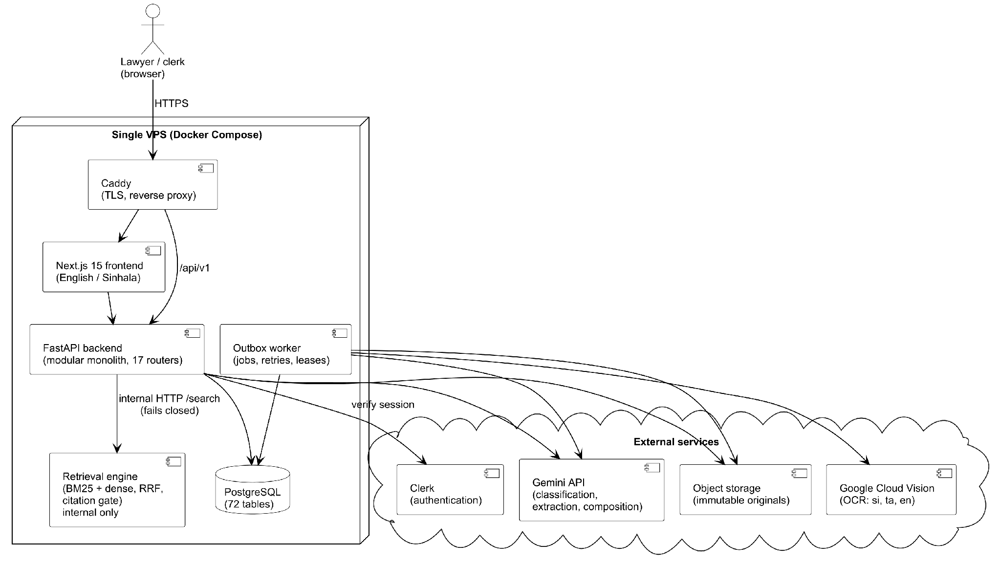 Lawyer / clerk
(browser)
HTTPS
Single VPS (Docker Compose)
Caddy
(TLS, reverse proxy)
Next.js 15 frontend
(English / Sinhala)
/api/v1
FastAPI backend
(modular monolith, 17 routers)
Outbox worker
(jobs, retries, leases)
internal HTTP /search
(fails closed)
verify session
External services
Retrieval engine
(BM25 + dense, RRF,
citation gate)
internal only
PostgreSQL
(72 tables)
Clerk
(authentication)
Gemini API
(classification,
extraction, composition)
Object storage
(immutable originals)
Google Cloud Vision
(OCR: si, ta, en)